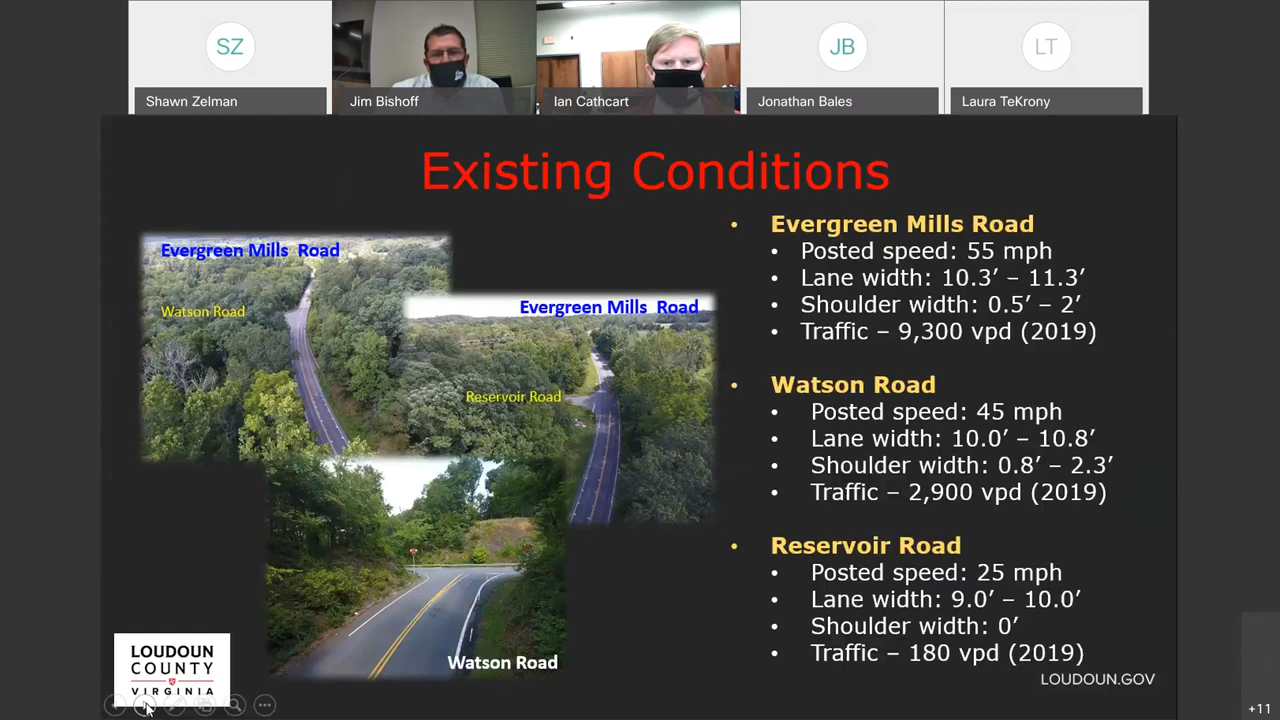 SZ
JB
LT
Shawn Zelman
Jim Bishoff
Ian Cathcart
Jonathan Bales
Laura TeKrony
Existing Conditions
Evergreen Mills Road
Watson Road
Evergreen Mills Road
Reservoir Road
Watson Road
• Evergreen Mills Road
• Posted speed: 55 mph
• Lane width: 10.3’ – 11.3’
• Shoulder width: 0.5’ – 2’
• Traffic – 9,300 vpd (2019)
• Watson Road
• Posted speed: 45 mph
• Lane width: 10.0’ – 10.8’
• Shoulder width: 0.8’ – 2.3’
• Traffic – 2,900 vpd (2019)
• Reservoir Road
• Posted speed: 25 mph
• Lane width: 9.0’ – 10.0’
• Shoulder width: 0’
• Traffic – 180 vpd (2019)
LOUDOUN
COUNTY
VIRGINIA
LOUDOUN.GOV
+11